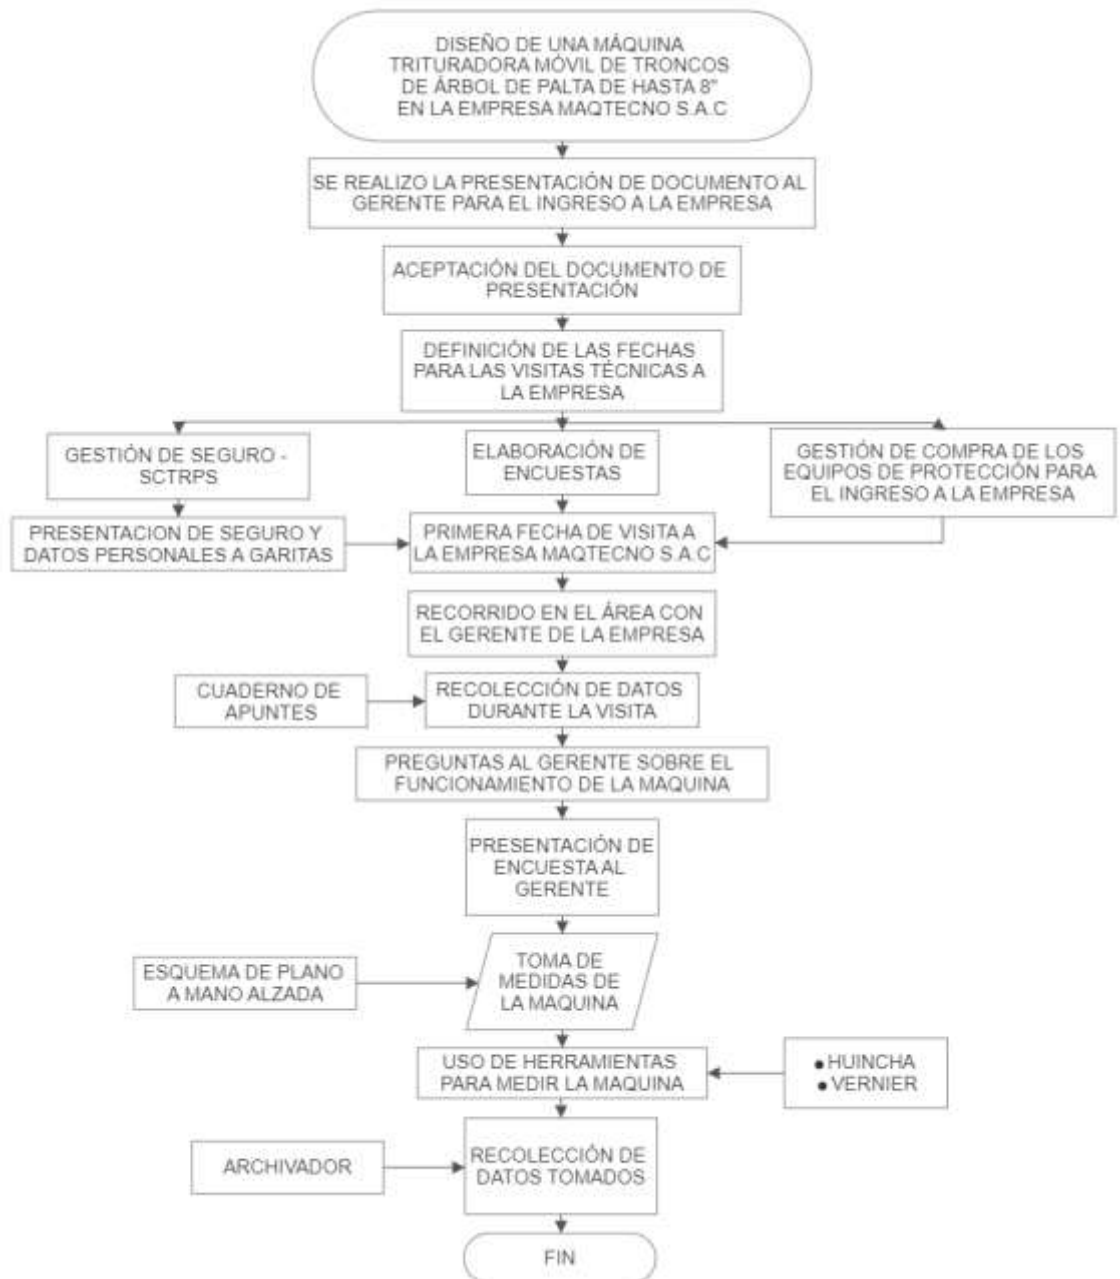 DISEÑO DE UNA MÁQUINA
TRITURADORA MÓVIL DE TRONCOS
DE ÁRBOL DE PALTA DE HASTA 8"
EN LA EMPRESA MAQTECNO S.A.C
SE REALIZO LA PRESENTACIÓN DE DOCUMENTO AL
GERENTE PARA EL INGRESO A LA EMPRESA
ACEPTACIÓN DEL DOCUMENTO DE
PRESENTACIÓN
DEFINICIÓN DE LAS FECHAS
PARA LAS VISITAS TÉCNICAS A
LA EMPRESA
GESTIÓN DE SEGURO -
SCTRPS
ELABORACIÓN DE
ENCUESTAS
GESTIÓN DE COMPRA DE LOS
EQUIPOS DE PROTECCIÓN PARA
EL INGRESO A LA EMPRESA
PRESENTACION DE SEGURO Y
DATOS PERSONALES A GARITAS
PRIMERA FECHA DE VISITA A
LA EMPRESA MAQTECNO S.A.C
RECORRIDO EN EL ÁREA CON
EL GERENTE DE LA EMPRESA
CUADERNO DE
APUNTES
RECOLECCIÓN DE DATOS
DURANTE LA VISITA
PREGUNTAS AL GERENTE SOBRE EL
FUNCIONAMIENTO DE LA MAQUINA
PRESENTACIÓN DE
ENCUESTA AL
GERENTE
ESQUEMA DE PLANO
A MANO ALZADA
TOMA DE
MEDIDAS DE
LA MAQUINA
USO DE HERRAMIENTAS
PARA MEDIR LA MAQUINA
● HUINCHA
● VERNIER
ARCHIVADOR
RECOLECCIÓN DE
DATOS TOMADOS
FIN